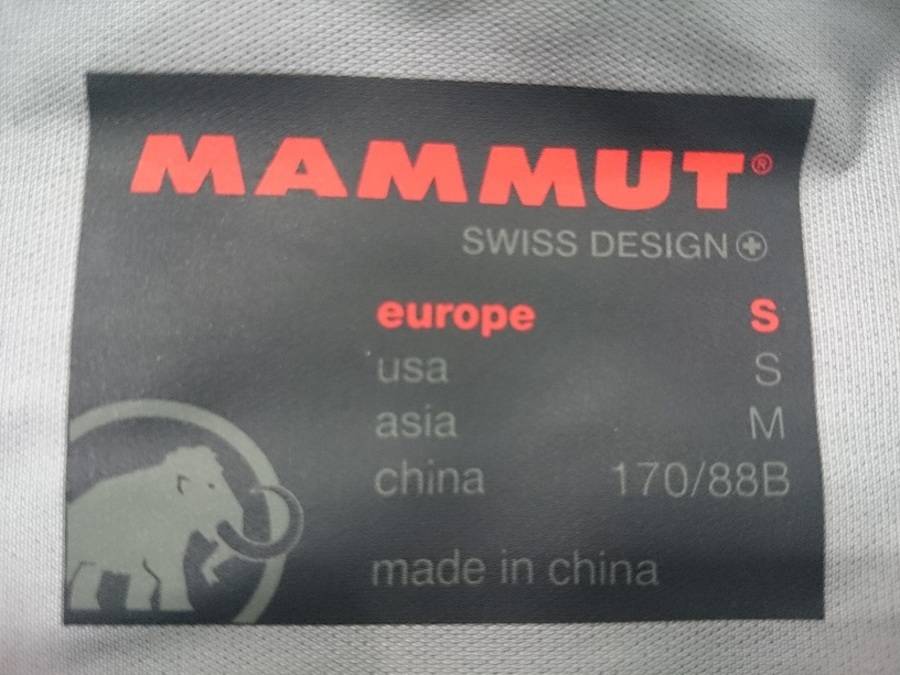 MAMMUT®
SWISS DESIGN
europe S
usa S
asia M
china 170/88B
made in china